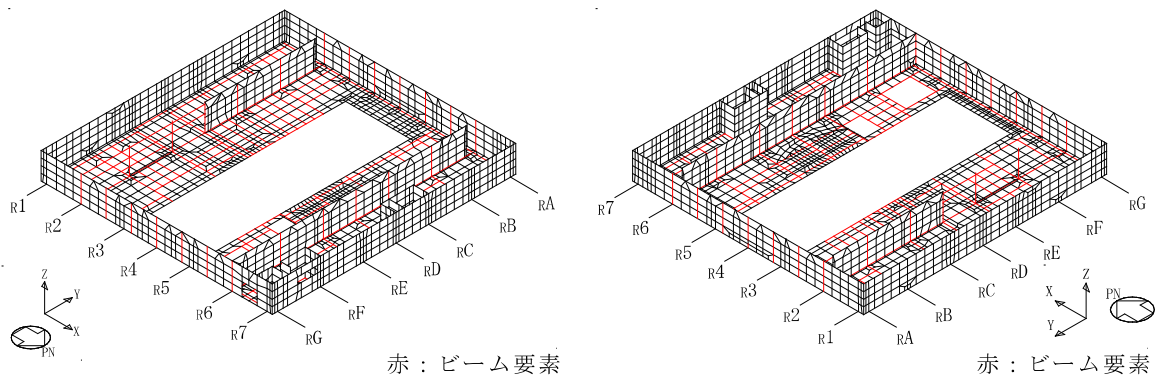 R1
R2
R3
R4
R5
R6
R7
RG
RF
RE
RD
RC
RB
RA
Z
Y
X
PN
赤：ビーム要素
R7
R6
R5
R4
R3
R2
R1
RA
RB
RC
RD
RE
RF
RG
Z
X
Y
PN
赤：ビーム要素